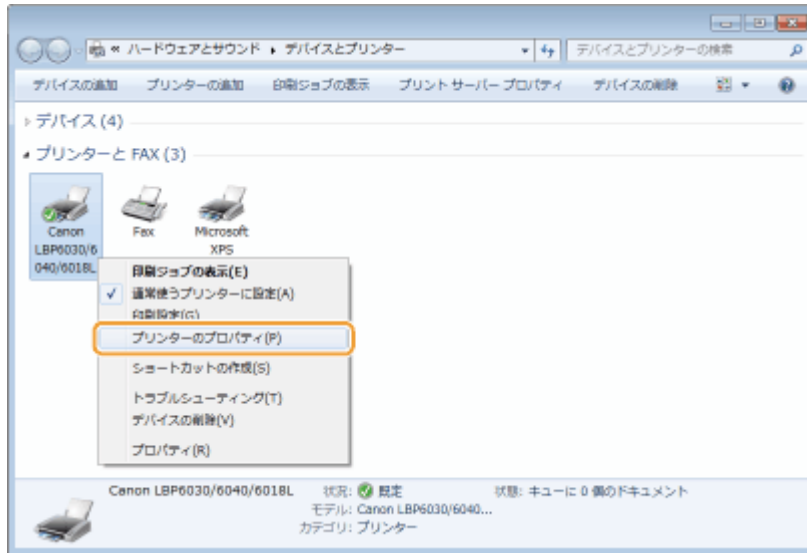 « ハードウェアとサウンド ▸ デバイスとプリンター
デバイスとプリンターの検索
デバイスの追加 プリンターの追加 印刷ジョブの表示 プリント サーバー プロパティ デバイスの削除
デバイス (4)
プリンターと FAX (3)
Canon
LBP6030/6
040/6018L
Fax
Microsoft
XPS
印刷ジョブの表示(E)
通常使うプリンターに設定(A)
印刷設定(G)
プリンターのプロパティ(P)
ショートカットの作成(S)
トラブルシューティング(T)
デバイスの削除(V)
プロパティ(R)
Canon LBP6030/6040/6018L 状況: 既定 状態: キューに 0 個のドキュメント
モデル: Canon LBP6030/6040...
カテゴリ: プリンター